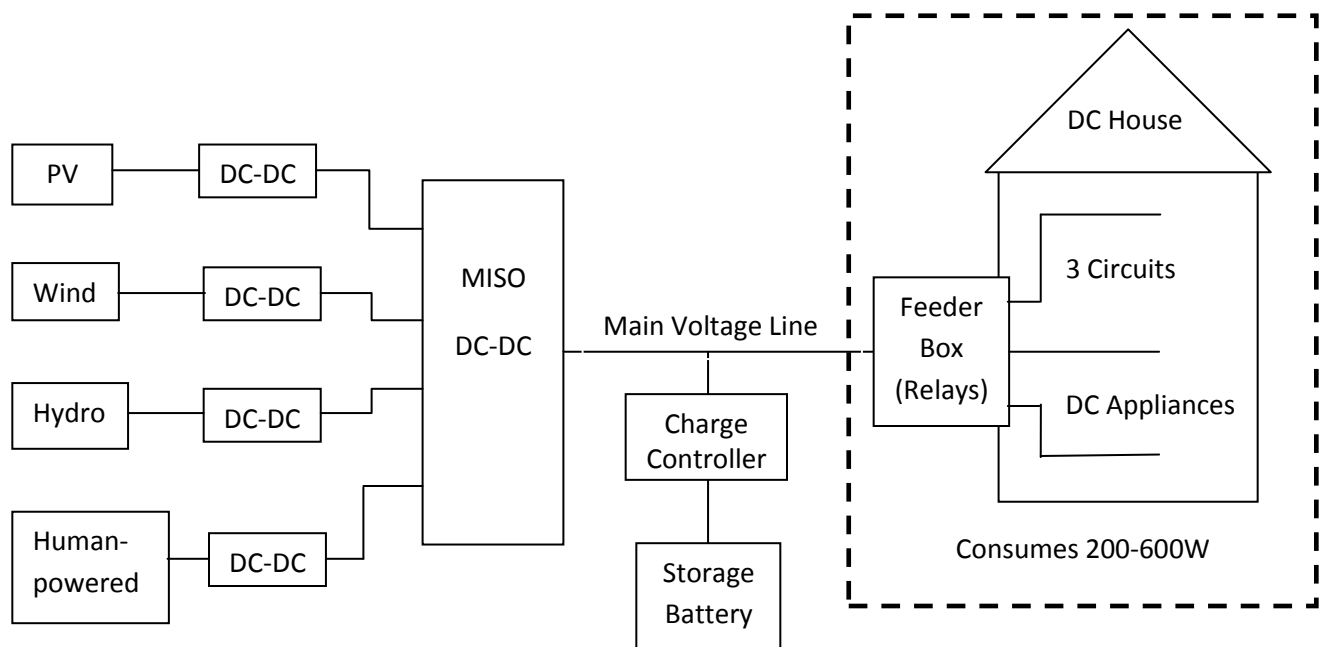 PV
DC-DC
Wind
DC-DC
Hydro
DC-DC
Human-
powered
DC-DC
MISO
DC-DC
Main Voltage Line
Charge
Controller
Storage
Battery
Feeder
Box
(Relays)
DC House
3 Circuits
DC Appliances
Consumes 200-600W